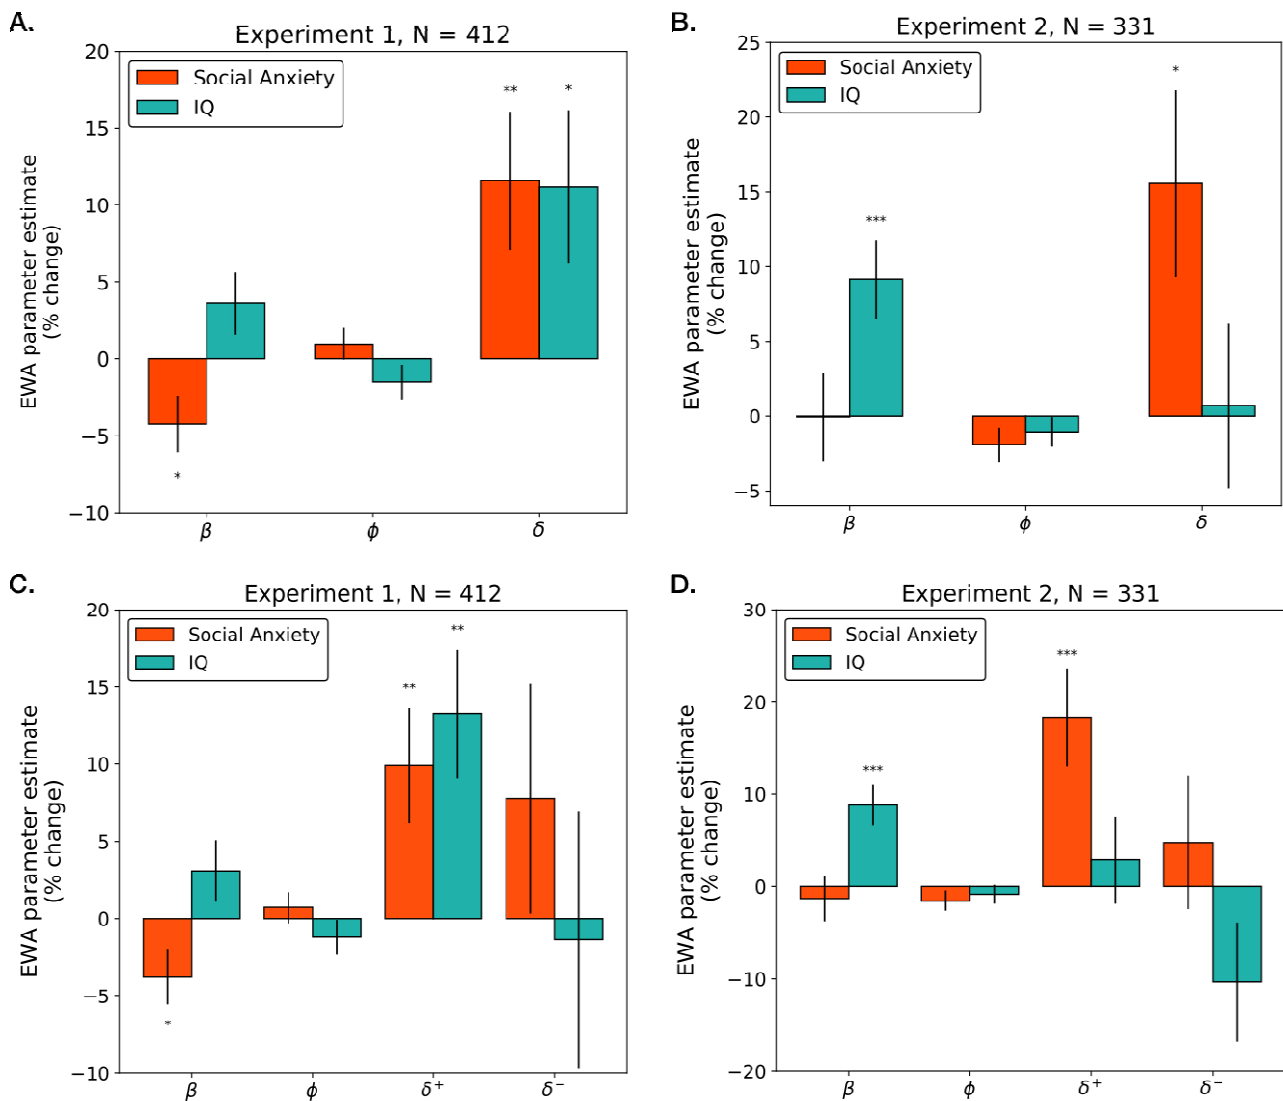 A.
Experiment 1, N = 412
20
15
10
5
0
−5
−10
EWA parameter estimate
(% change)
Social Anxiety
IQ
*
**
*
β
ϕ
δ
B.
Experiment 2, N = 331
25
20
15
10
5
0
−5
EWA parameter estimate
(% change)
Social Anxiety
IQ
***
*
β
ϕ
δ
C.
Experiment 1, N = 412
20
15
10
5
0
−5
−10
EWA parameter estimate
(% change)
Social Anxiety
IQ
*
**
**
β
ϕ
δ⁺
δ⁻
D.
Experiment 2, N = 331
30
20
10
0
−10
−20
EWA parameter estimate
(% change)
Social Anxiety
IQ
***
***
β
ϕ
δ⁺
δ⁻